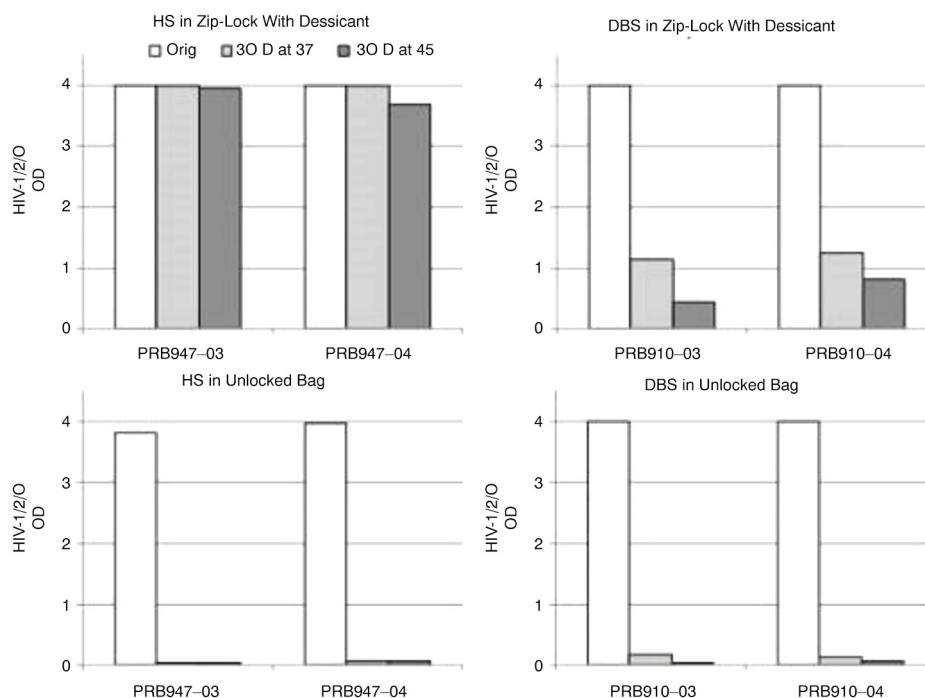 HS in Zip-Lock With Dessicant
Orig 3O D at 37 3O D at 45
HIV-1/2/O
OD
4
3
2
1
0
PRB947–03 PRB947–04
DBS in Zip-Lock With Dessicant
HIV-1/2/O
OD
4
3
2
1
0
PRB910–03 PRB910–04
HS in Unlocked Bag
HIV-1/2/O
OD
4
3
2
1
0
PRB947–03 PRB947–04
DBS in Unlocked Bag
HIV-1/2/O
OD
4
3
2
1
0
PRB910–03 PRB910–04